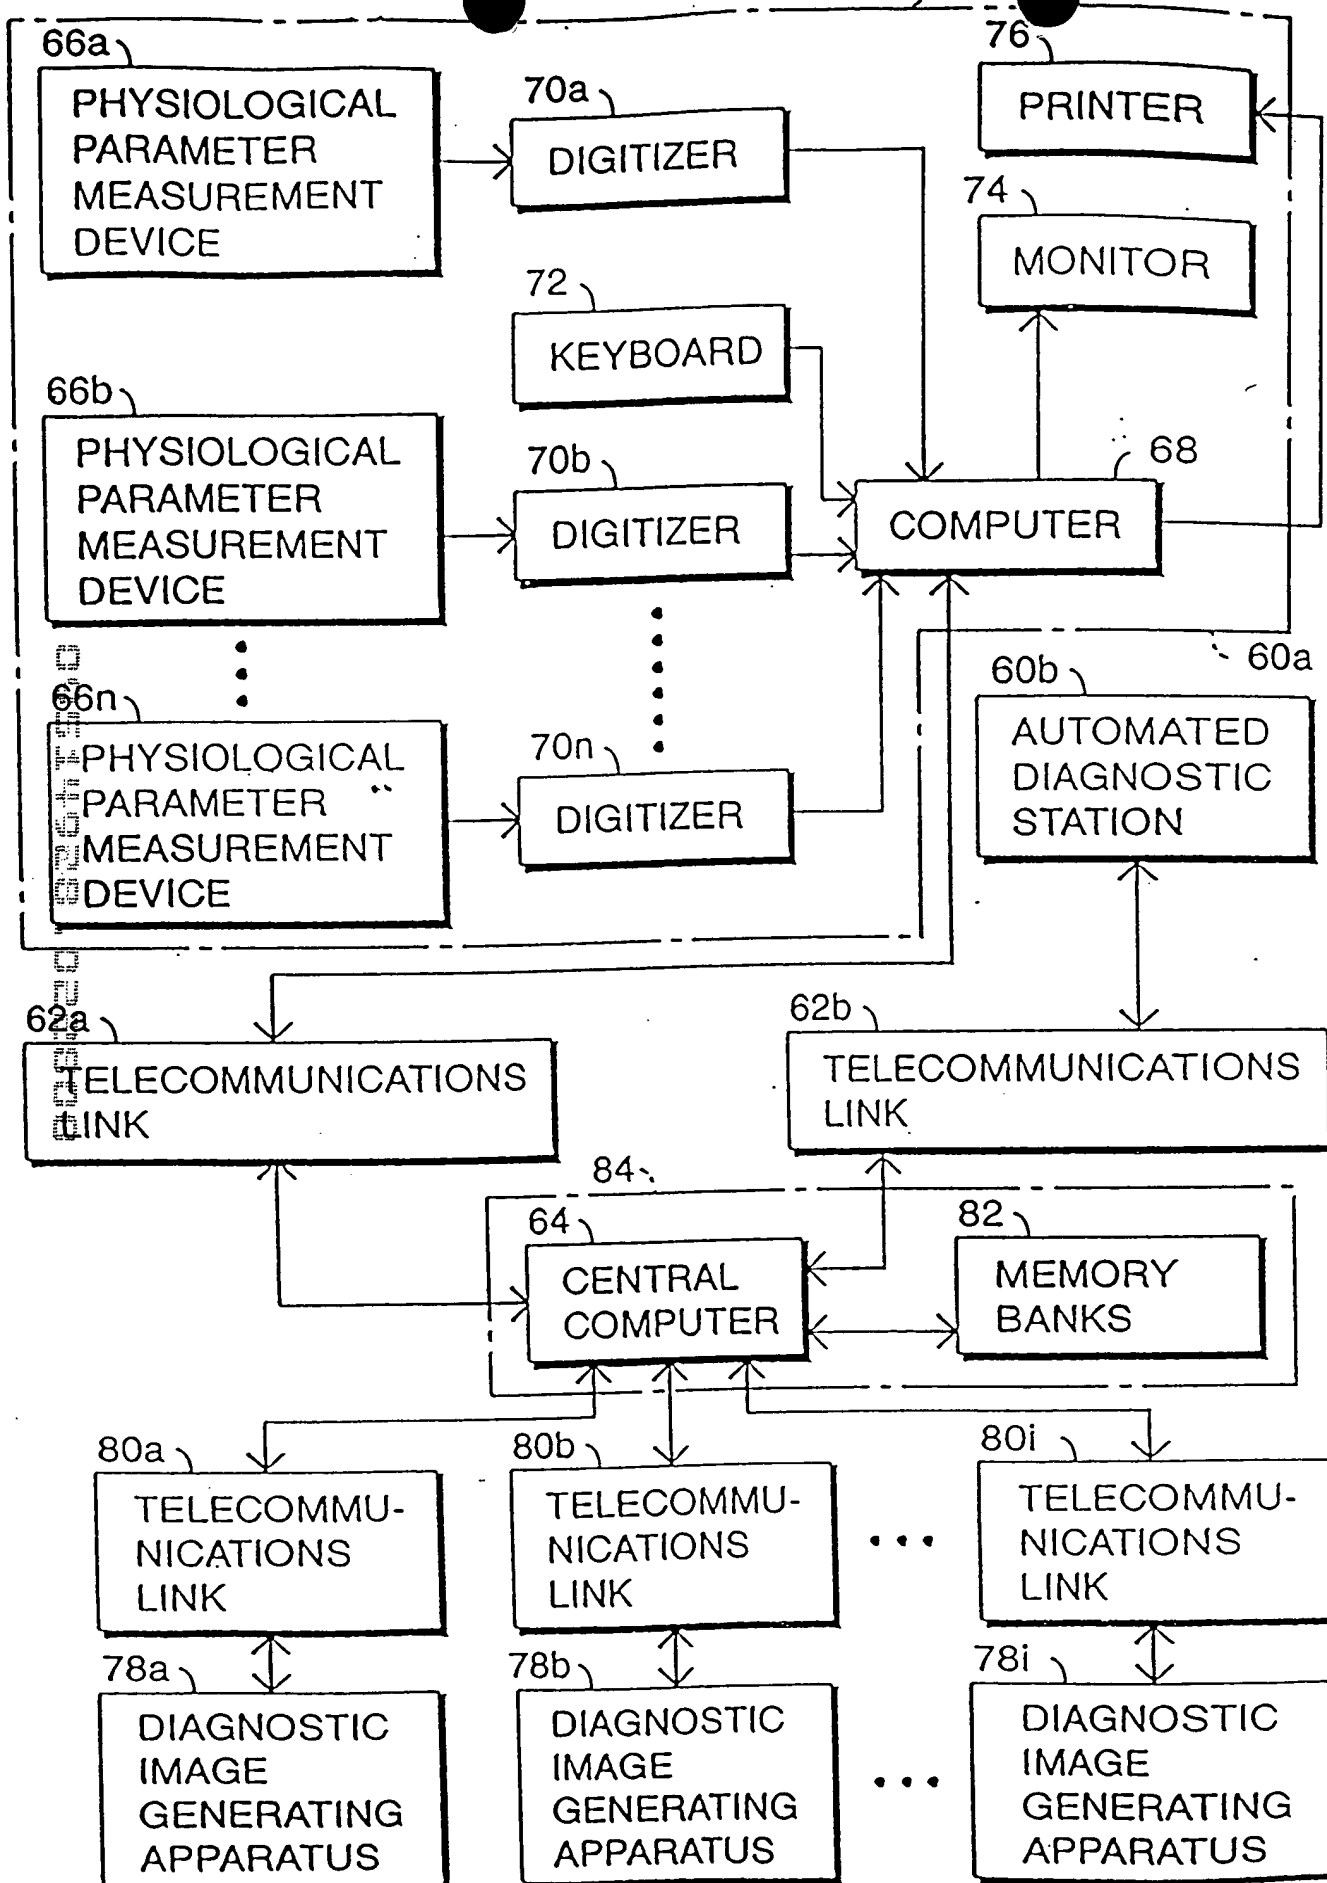 66a
PHYSIOLOGICAL
PARAMETER
MEASUREMENT
DEVICE
70a
DIGITIZER
76
PRINTER
74
MONITOR
72
KEYBOARD
66b
PHYSIOLOGICAL
PARAMETER
MEASUREMENT
DEVICE
70b
DIGITIZER
68
COMPUTER
66n
PHYSIOLOGICAL
PARAMETER
MEASUREMENT
DEVICE
70n
DIGITIZER
60a
60b
AUTOMATED
DIAGNOSTIC
STATION
62a
TELECOMMUNICATIONS
LINK
62b
TELECOMMUNICATIONS
LINK
84
64
CENTRAL
COMPUTER
82
MEMORY
BANKS
80a
TELECOMMU-
NICATIONS
LINK
80b
TELECOMMU-
NICATIONS
LINK
80i
TELECOMMU-
NICATIONS
LINK
78a
DIAGNOSTIC
IMAGE
GENERATING
APPARATUS
78b
DIAGNOSTIC
IMAGE
GENERATING
APPARATUS
78i
DIAGNOSTIC
IMAGE
GENERATING
APPARATUS